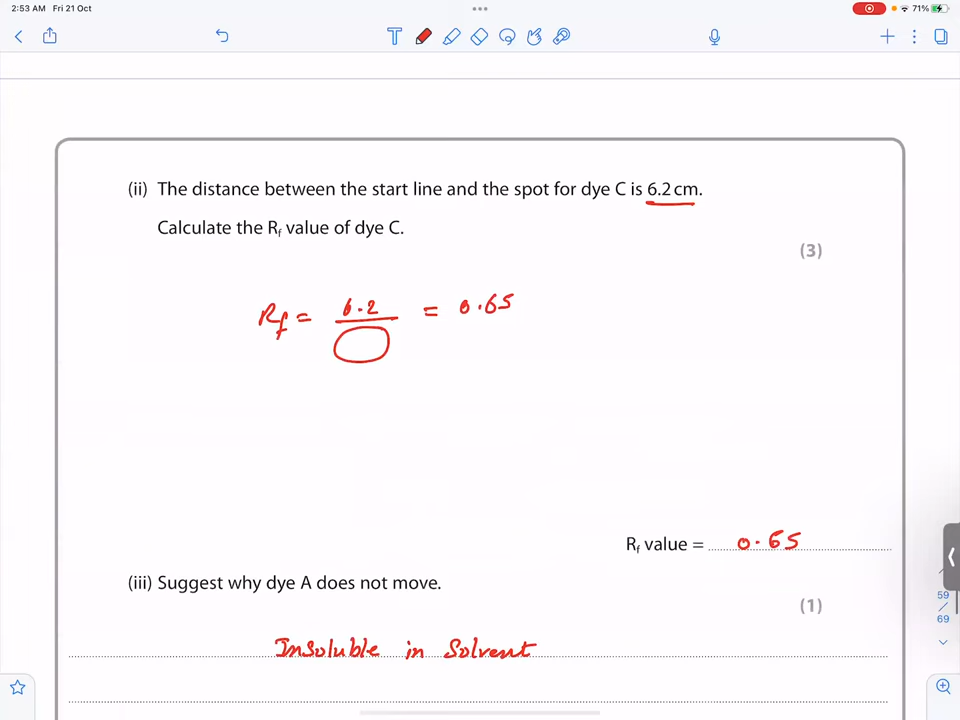 2:53 AM Fri 21 Oct
71%
(ii) The distance between the start line and the spot for dye C is 6.2 cm.
Calculate the Rf value of dye C.
(3)
Rf = 6.2 = 0.65
Rf value = 0.65
(iii) Suggest why dye A does not move.
(1)
59
/
69
Insoluble in Solvent